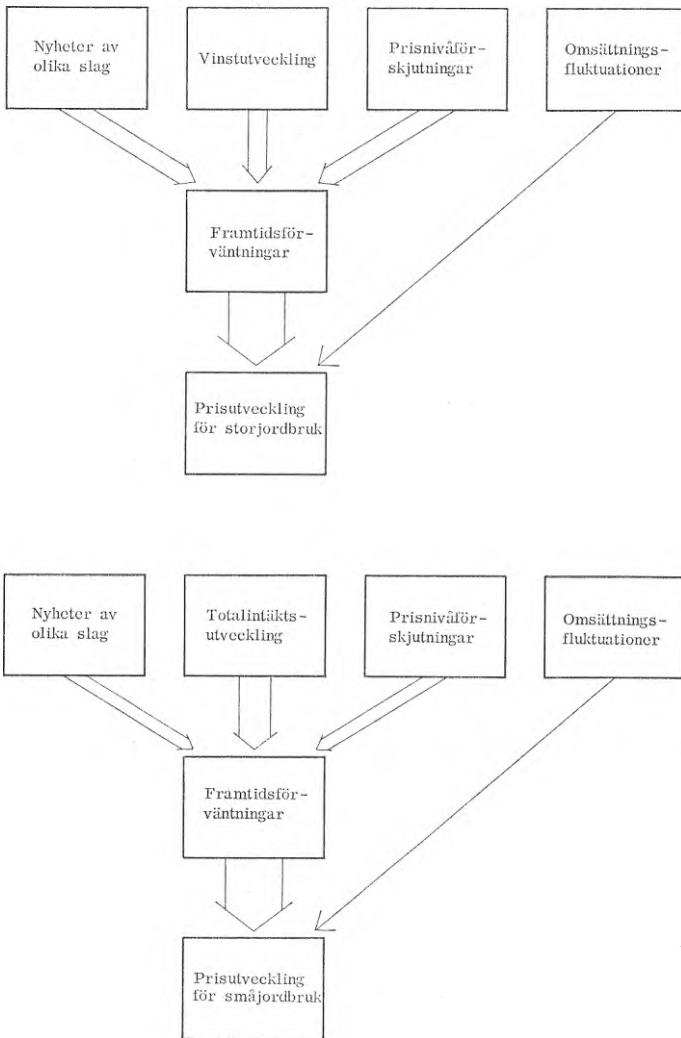 Nyheter av
olika slag
Vinstutveckling
Prisnivåför-
skjutningar
Omsättnings-
fluktuationer
Framtidsför-
väntningar
Prisutveckling
för storjordbruk
Nyheter av
olika slag
Totalintäkts-
utveckling
Prisnivåför-
skjutningar
Omsättnings-
fluktuationer
Framtidsför-
väntningar
Prisutveckling
för småjordbruk